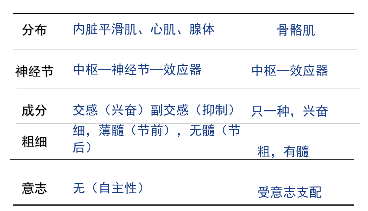 分布 内脏平滑肌、心肌、腺体 骨骼肌
神经节 中枢—神经节—效应器 中枢—效应器
成分 交感（兴奋）副交感（抑制） 只一种，兴奋
粗细 细，薄髓（节前），无髓（节
后） 粗，有髓
意志 无（自主性） 受意志支配